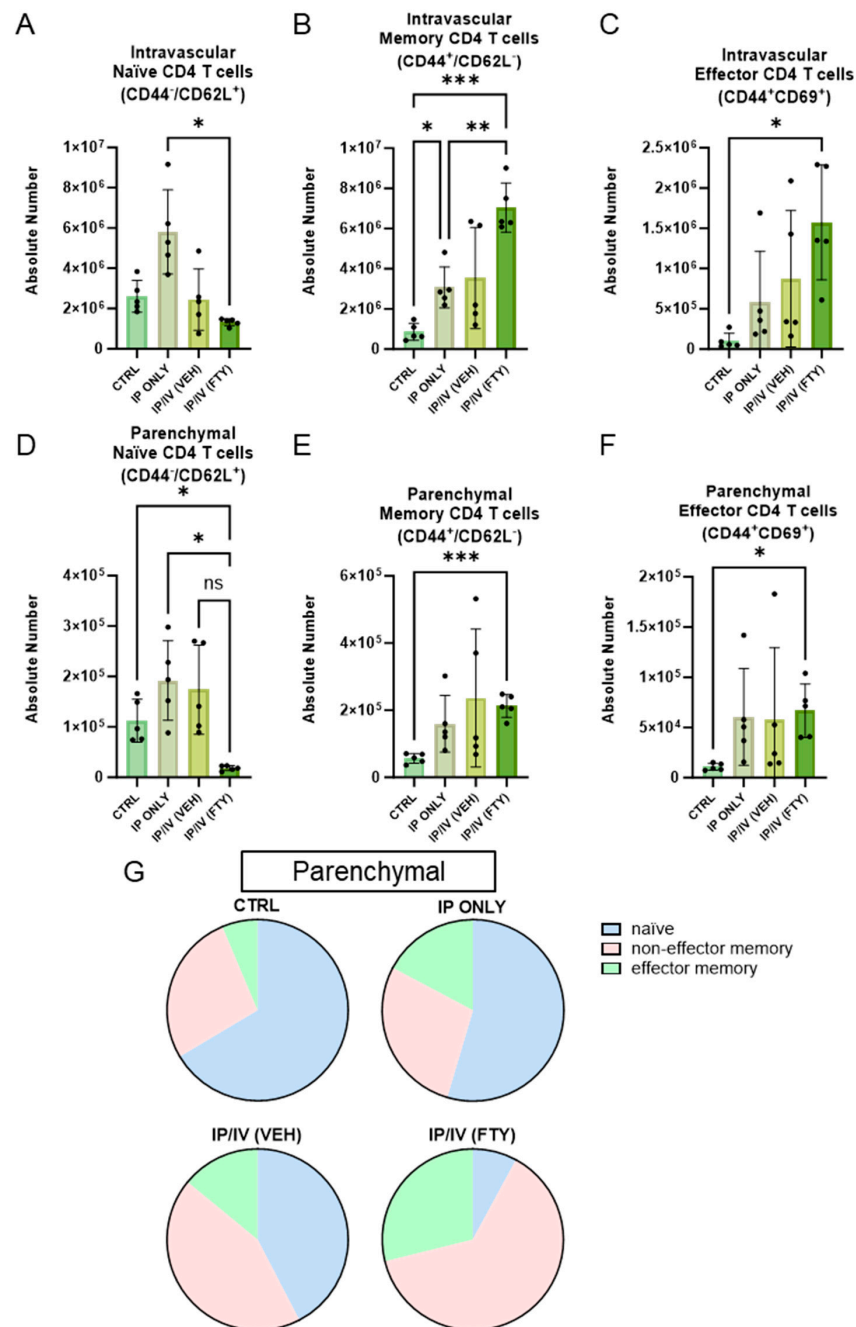 A
Intravascular
Naïve CD4 T cells
(CD44⁻/CD62L⁺)
*
Absolute Number
1×10⁷
8×10⁶
6×10⁶
4×10⁶
2×10⁶
0
CTRL
IP ONLY
IP/IV (VEH)
IP/IV (FTY)
B
Intravascular
Memory CD4 T cells
(CD44⁺/CD62L⁻)
***
* **
Absolute Number
1×10⁷
8×10⁶
6×10⁶
4×10⁶
2×10⁶
0
CTRL
IP ONLY
IP/IV (VEH)
IP/IV (FTY)
C
Intravascular
Effector CD4 T cells
(CD44⁺CD69⁺)
*
Absolute Number
2.5×10⁶
2×10⁶
1.5×10⁶
1×10⁶
5×10⁵
0
CTRL
IP ONLY
IP/IV (VEH)
IP/IV (FTY)
D
Parenchymal
Naïve CD4 T cells
(CD44⁻/CD62L⁺)
*
*
ns
Absolute Number
4×10⁵
3×10⁵
2×10⁵
1×10⁵
0
CTRL
IP ONLY
IP/IV (VEH)
IP/IV (FTY)
E
Parenchymal
Memory CD4 T cells
(CD44⁺/CD62L⁻)
***
Absolute Number
6×10⁵
4×10⁵
2×10⁵
0
CTRL
IP ONLY
IP/IV (VEH)
IP/IV (FTY)
F
Parenchymal
Effector CD4 T cells
(CD44⁺CD69⁺)
*
Absolute Number
2×10⁵
1×10⁵
1×10⁵
5×10⁴
0
CTRL
IP ONLY
IP/IV (VEH)
IP/IV (FTY)
G
Parenchymal
CTRL
IP ONLY
naïve
non-effector memory
effector memory
IP/IV (VEH)
IP/IV (FTY)